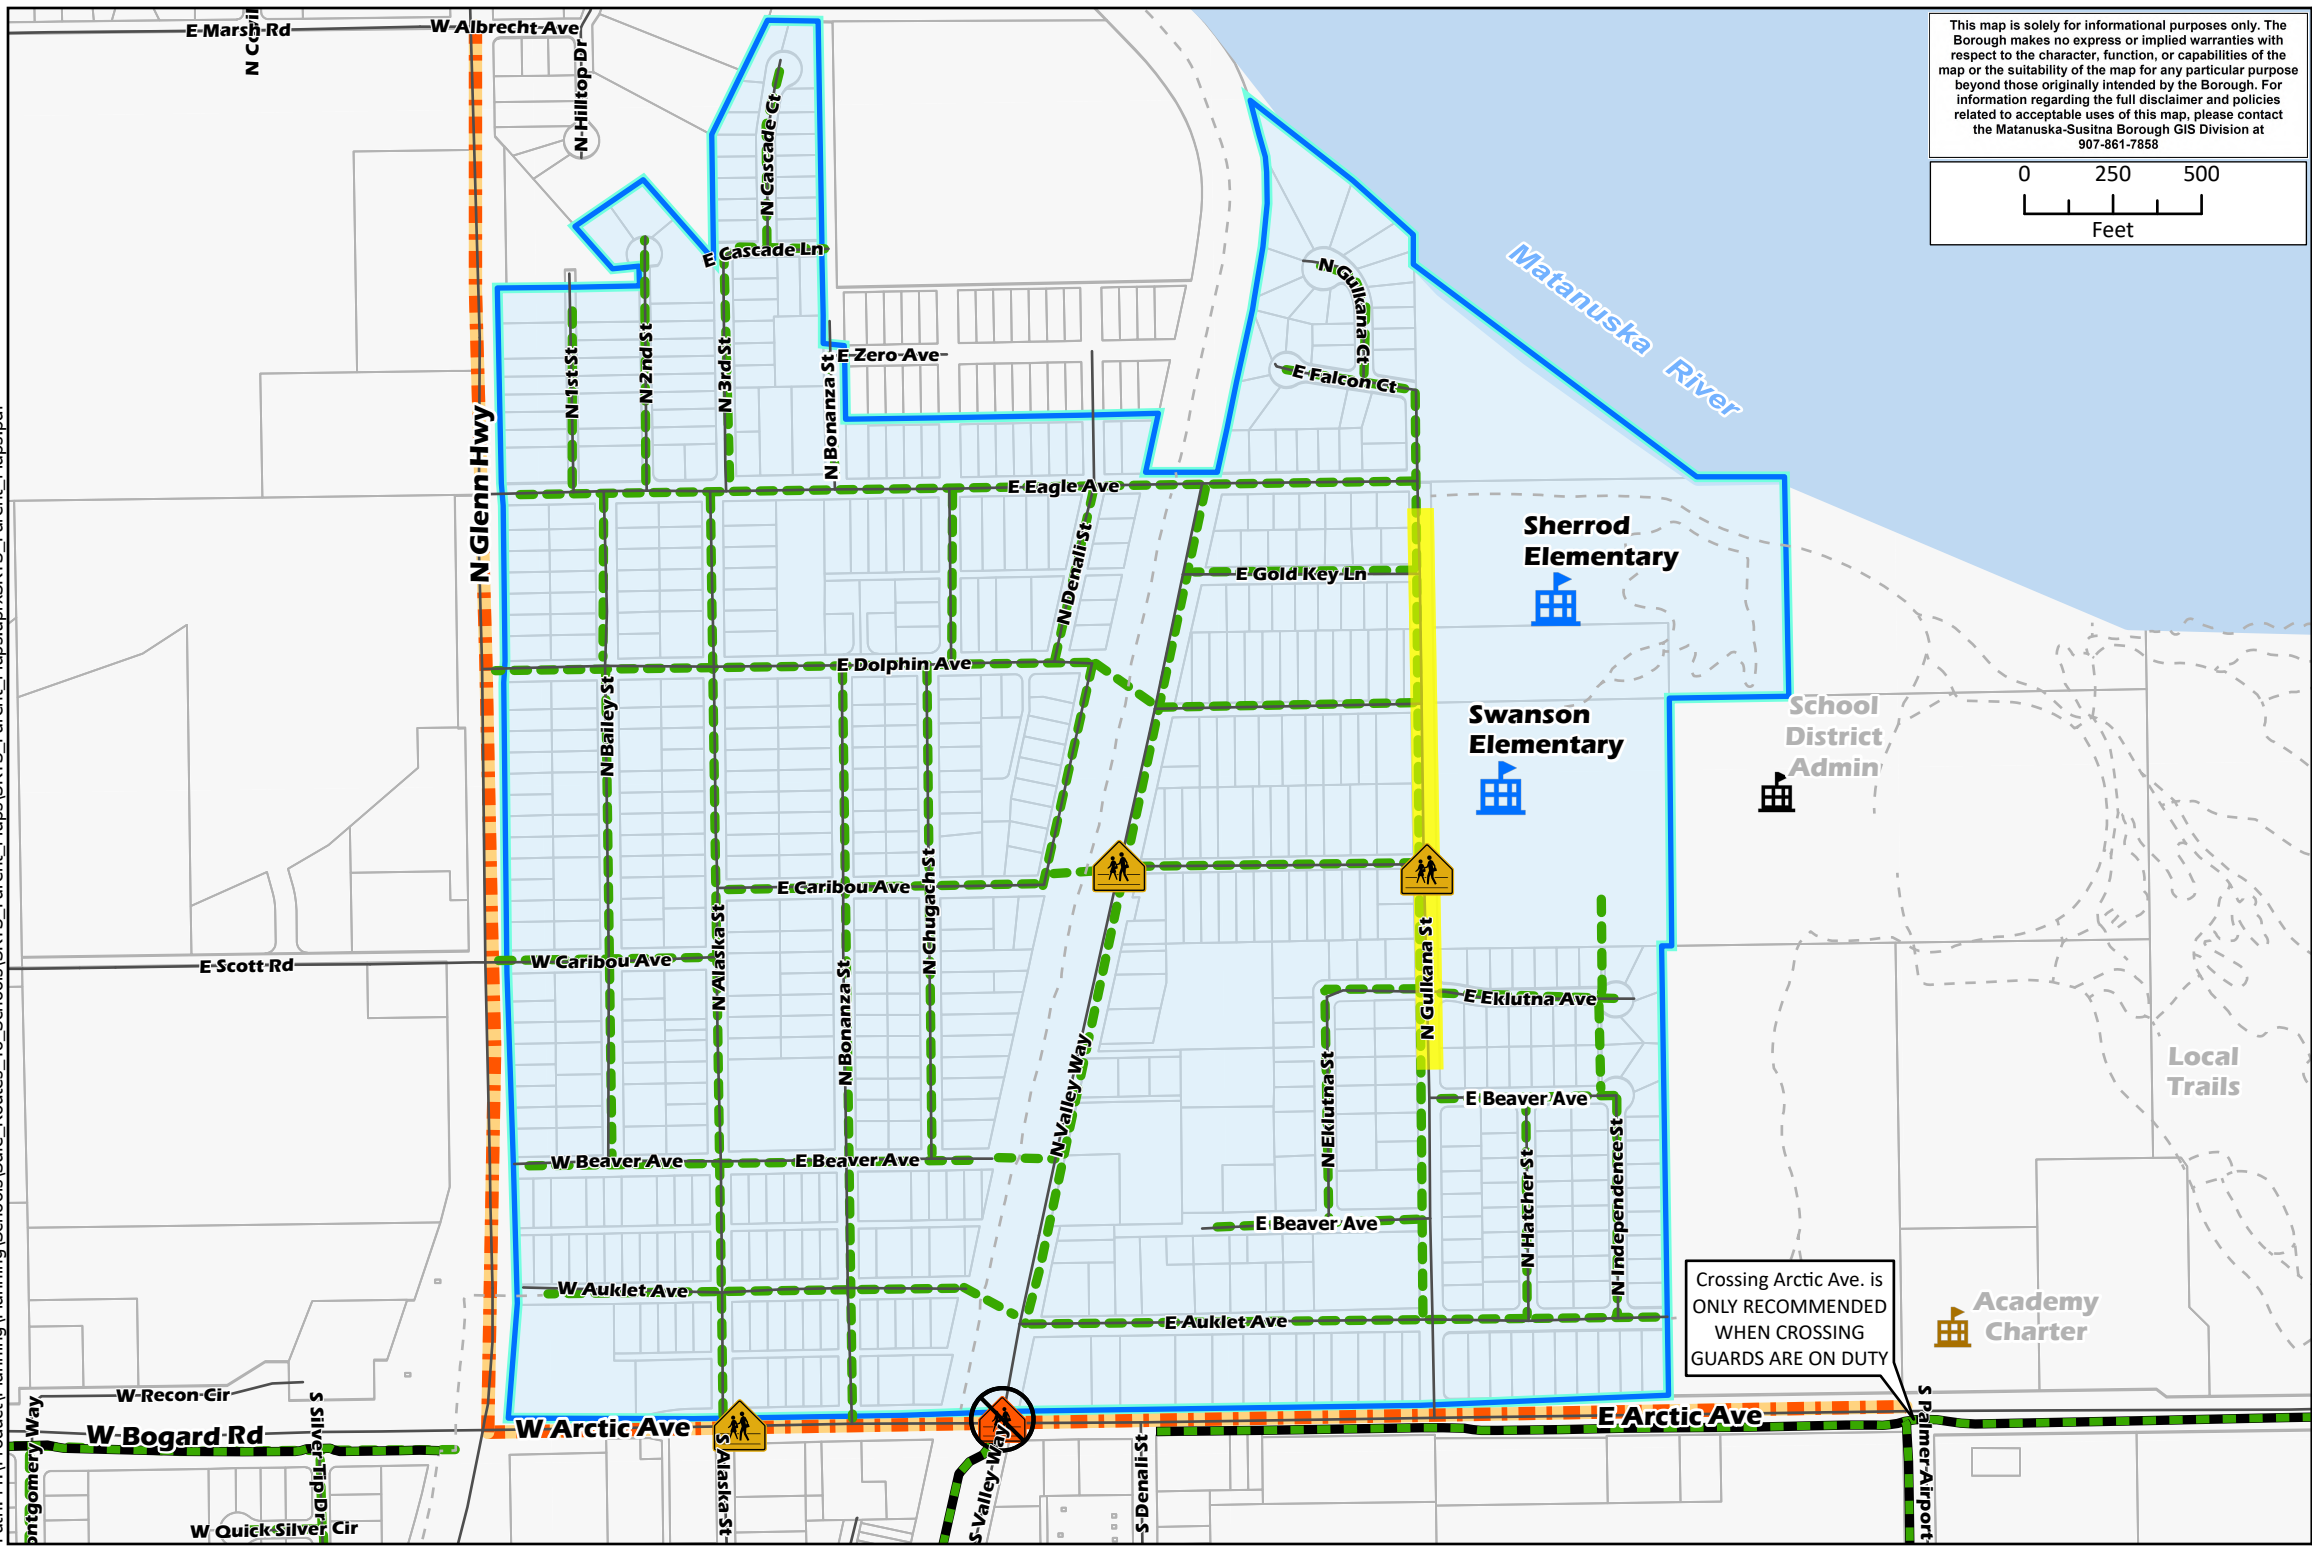 E Marsh Rd
W Albrecht Ave
N Hilltop Dr
N Cascade Ct
This map is solely for informational purposes only. The
Borough makes no express or implied warranties with
respect to the character, function, or capabilities of the
map or the suitability of the map for any particular purpose
beyond those originally intended by the Borough. For
information regarding the full disclaimer and policies
related to acceptable uses of this map, please contact
the Matanuska-Susitna Borough GIS Division at
907-861-7858
0 250 500
Feet
E Cascade Ln
N Gulkana Ct
Matanuska River
N 1st St
N 2nd St
N 3rd St
N Bonanza St
E Zero Ave
E Falcon Ct
N Glenn Hwy
E Eagle Ave
N Denali St
E Gold Key Ln
Sherrod
Elementary
E Dolphin Ave
N Bailey St
Swanson
Elementary
School
District
Admin
E Caribou Ave
N Chugach St
N Alaska St
N Bonanza St
E Scott Rd
W Caribou Ave
N Gulkana St
E Eklutna Ave
N Valley Way
N Eklutna St
Local
Trails
E Beaver Ave
W Beaver Ave
E Beaver Ave
N Hatcher St
N Independence St
E Beaver Ave
W Auklet Ave
E Auklet Ave
Crossing Arctic Ave. is
ONLY RECOMMENDED
WHEN CROSSING
GUARDS ARE ON DUTY
Academy
Charter
W Recon Cir
S Silver Tip Dr
W Bogard Rd
W Arctic Ave
E Arctic Ave
S Alaska St
S Valley Way
S Denali St
S Palmer Airport
W Quick Silver Cir